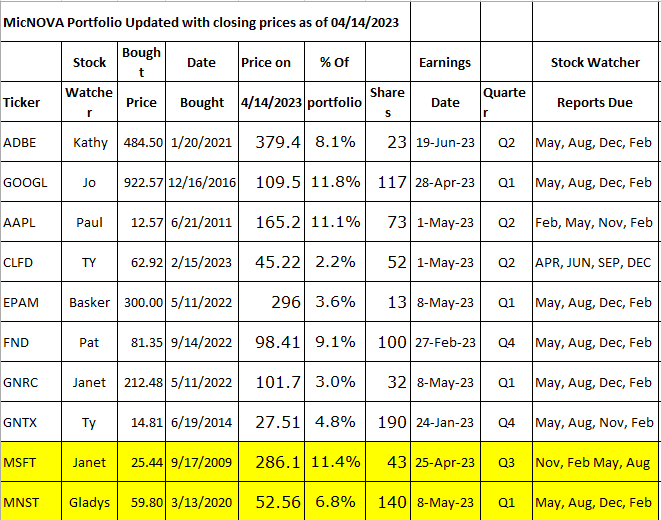 MicNOVA Portfolio Updated with closing prices as of 04/14/2023
Stock Bought Date Price on % Of Earnings Stock Watcher
Ticker Watcher Price Bought 4/14/2023 portfolio Shares Date Quarter Reports Due
ADBE Kathy 484.50 1/20/2021 379.4 8.1% 23 19-Jun-23 Q2 May, Aug, Dec, Feb
GOOGL Jo 922.57 12/16/2016 109.5 11.8% 117 28-Apr-23 Q1 May, Aug, Dec, Feb
AAPL Paul 12.57 6/21/2011 165.2 11.1% 73 1-May-23 Q2 Feb, May, Nov, Feb
CLFD TY 62.92 2/15/2023 45.22 2.2% 52 1-May-23 Q2 APR, JUN, SEP, DEC
EPAM Basker 300.00 5/11/2022 296 3.6% 13 8-May-23 Q1 May, Aug, Dec, Feb
FND Pat 81.35 9/14/2022 98.41 9.1% 100 27-Feb-23 Q4 May, Aug, Dec, Feb
GNRC Janet 212.48 5/11/2022 101.7 3.0% 32 8-May-23 Q1 May, Aug, Dec, Feb
GNTX Ty 14.81 6/19/2014 27.51 4.8% 190 24-Jan-23 Q4 May, Aug, Nov, Feb
MSFT Janet 25.44 9/17/2009 286.1 11.4% 43 25-Apr-23 Q3 Nov, Feb May, Aug
MNST Gladys 59.80 3/13/2020 52.56 6.8% 140 8-May-23 Q1 May, Aug, Dec, Feb